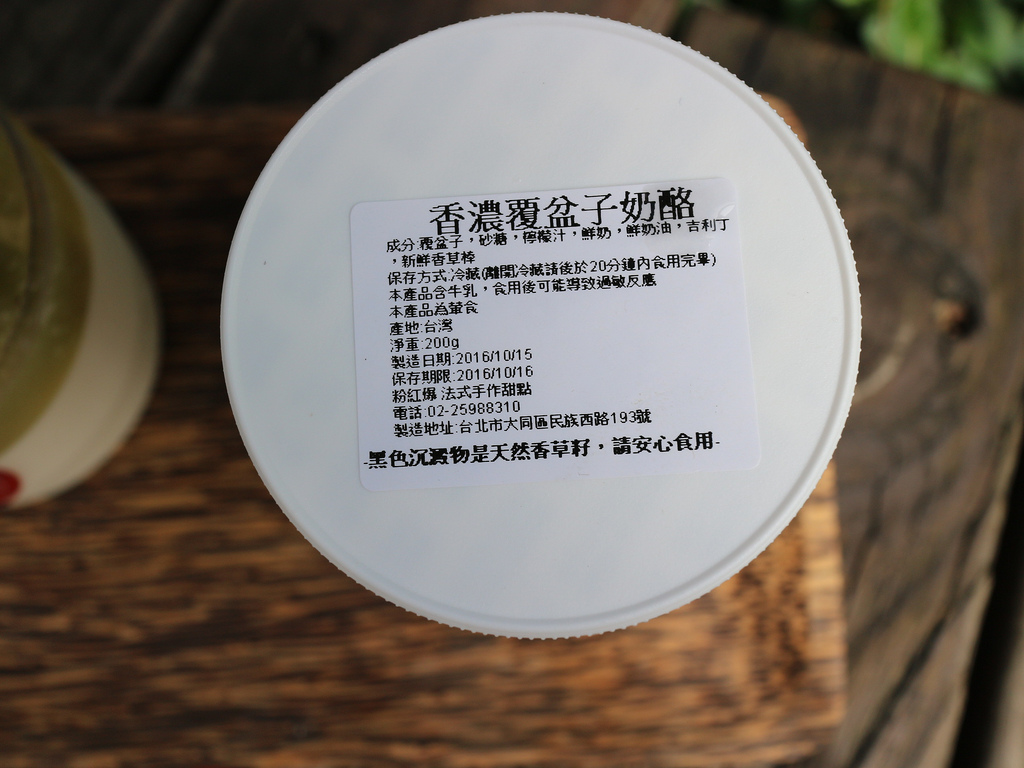 香濃覆盆子奶酪
成分:覆盆子，砂糖，檸檬汁，鮮奶，鮮奶油，吉利丁
，新鮮香草棒
保存方式:冷藏(離開冷藏請後於20分鐘內食用完畢)
本產品含牛乳，食用後可能導致過敏反應
本產品為葷食
產地:台灣
淨重:200g
製造日期:2016/10/15
保存期限:2016/10/16
粉紅爆 法式手作甜點
電話:02-25988310
製造地址:台北市大同區民族西路193號
-黑色沉澱物是天然香草籽，請安心食用-